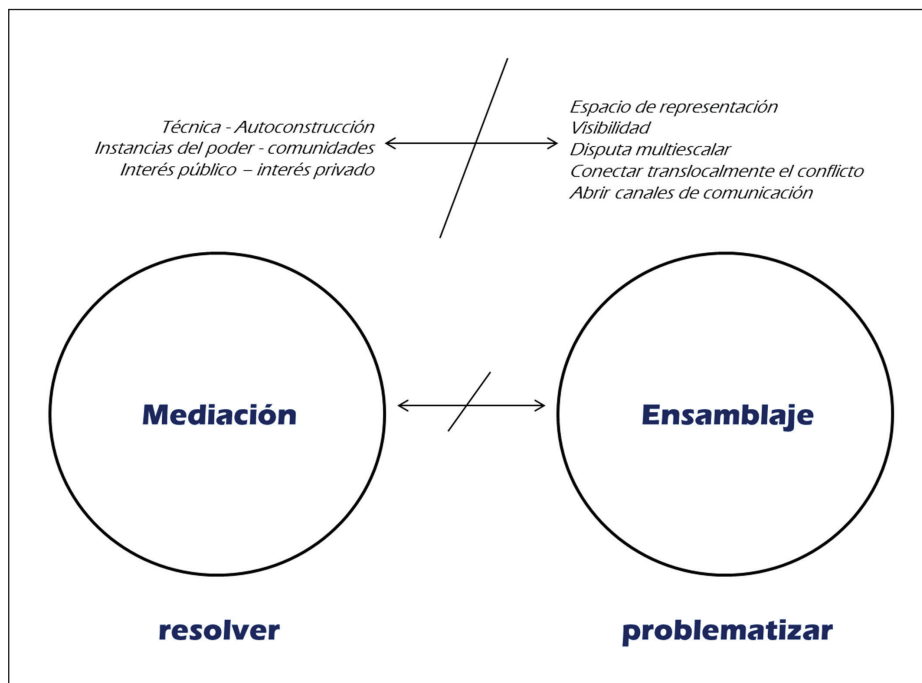 Técnica - Autoconstrucción
Instancias del poder - comunidades
Interés público – interés privado
Espacio de representación
Visibilidad
Disputa multiescalar
Conectar translocalmente el conflicto
Abrir canales de comunicación
Mediación
Ensamblaje
resolver
problematizar